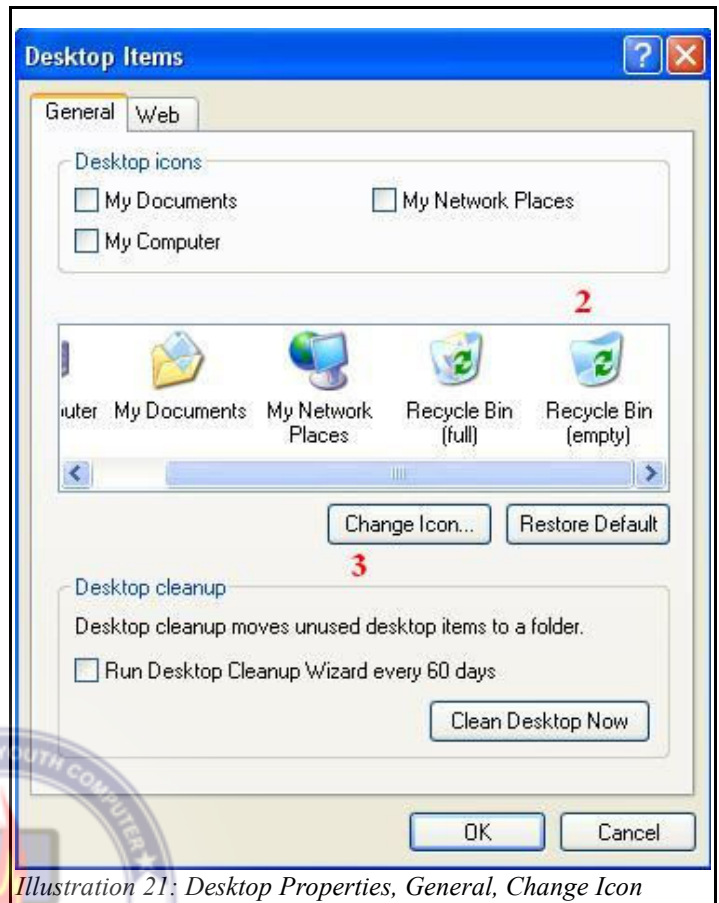 Desktop Items
General Web
Desktop icons
My Documents My Network Places
My Computer
2
uter My Documents My Network Places Recycle Bin (full) Recycle Bin (empty)
Change Icon... Restore Default
3
Desktop cleanup
Desktop cleanup moves unused desktop items to a folder.
Run Desktop Cleanup Wizard every 60 days
Clean Desktop Now
YOUTH COMPUTER
OK Cancel
Illustration 21: Desktop Properties, General, Change Icon